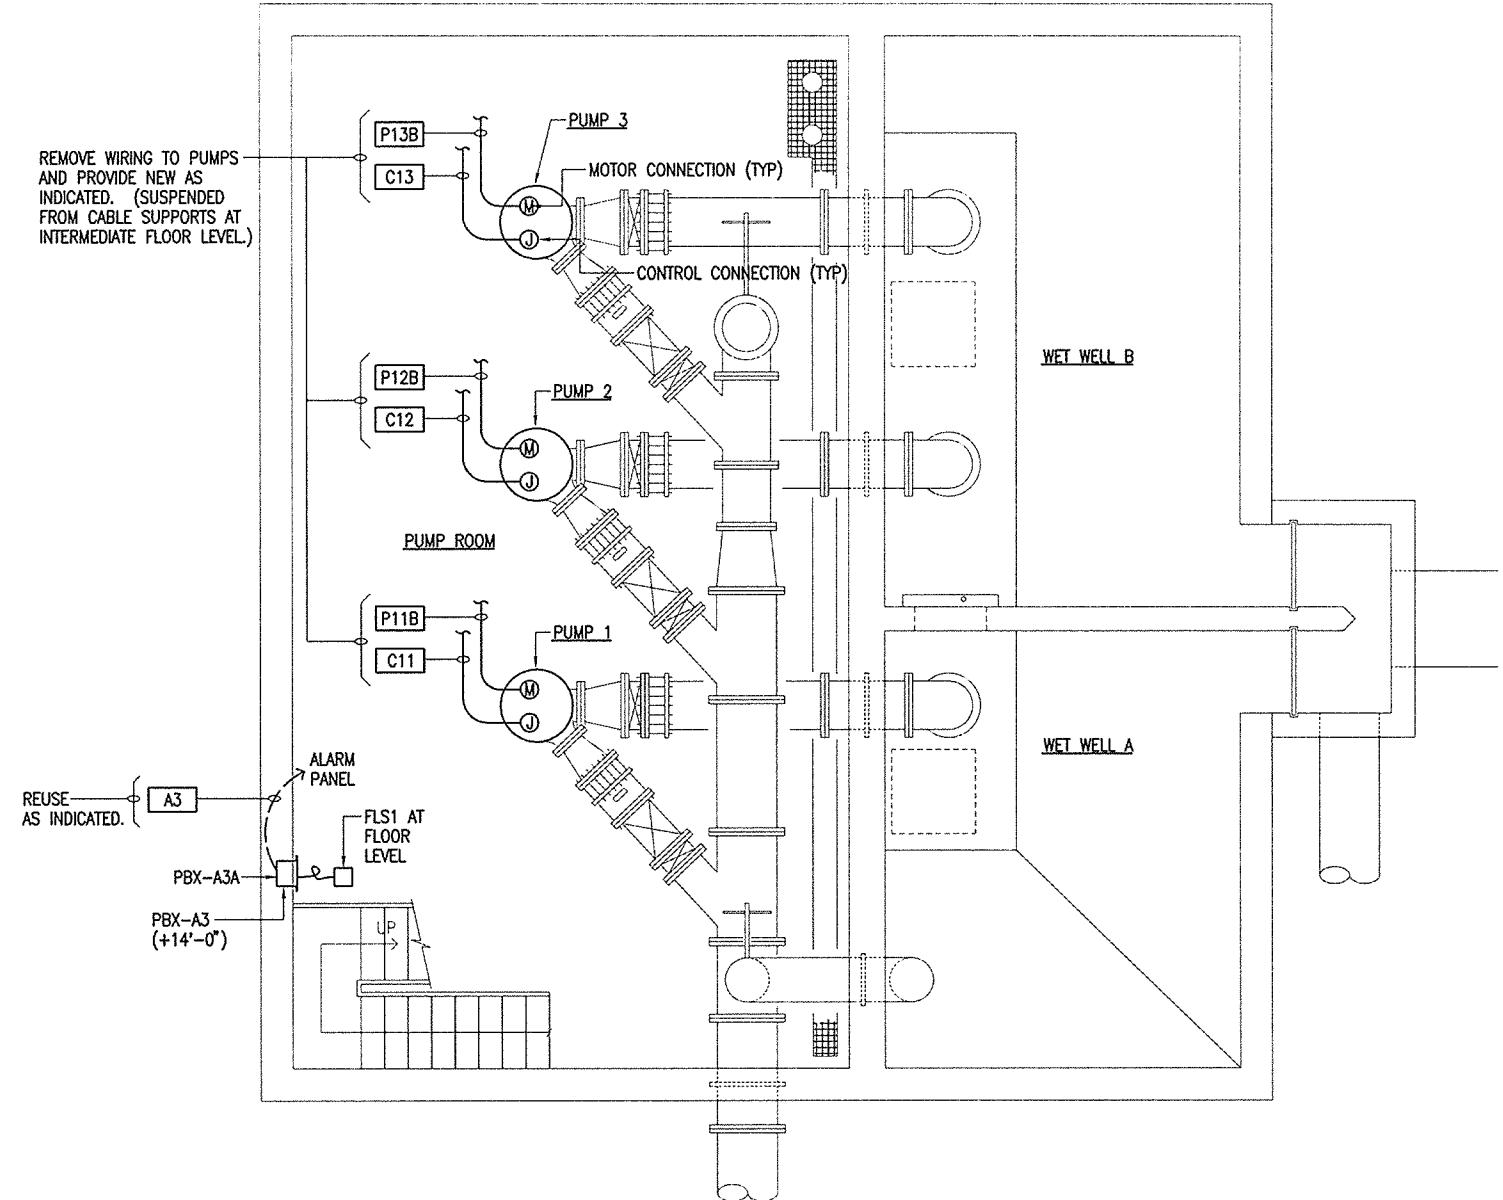 P13B
C13
PUMP 3
REMOVE WIRING TO PUMPS
AND PROVIDE NEW AS
INDICATED. (SUSPENDED
FROM CABLE SUPPORTS AT
INTERMEDIATE FLOOR LEVEL.)
MOTOR CONNECTION (TYP)
M
J
CONTROL CONNECTION (TYP)
WET WELL B
P12B
C12
PUMP 2
M
J
PUMP ROOM
P11B
C11
PUMP 1
M
J
WET WELL A
ALARM
PANEL
REUSE
AS INDICATED.
A3
FLS1 AT
FLOOR
LEVEL
PBX-A3A
PBX-A3
(+14'-0")
UP